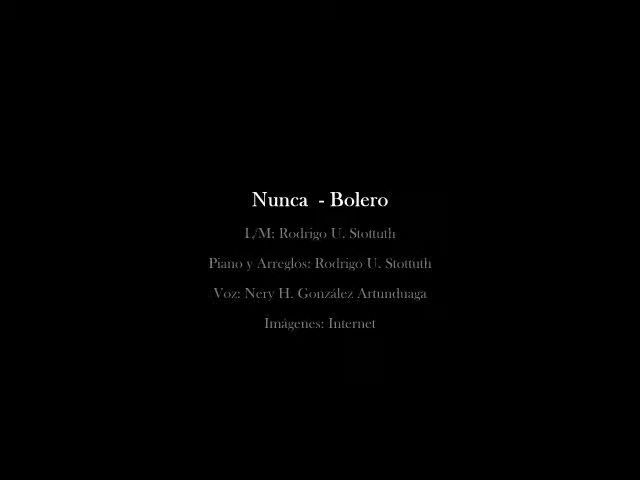 Nunca  - Bolero
L/M: Rodrigo U. Stottuth
Piano y Arreglos: Rodrigo U. Stottuth
Voz: Nery H. González Artunduaga
Imágenes: Internet